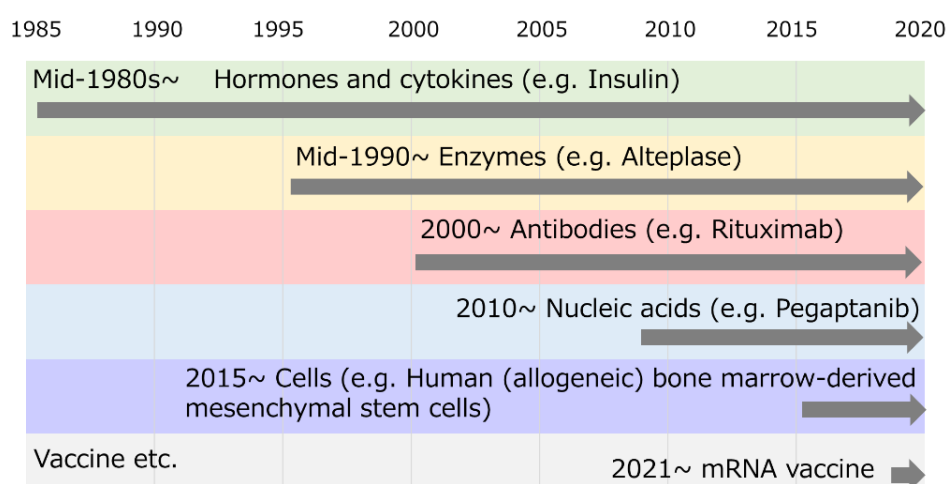 1985 1990 1995 2000 2005 2010 2015 2020
Mid-1980s~ Hormones and cytokines (e.g. Insulin)
Mid-1990~ Enzymes (e.g. Alteplase)
2000~ Antibodies (e.g. Rituximab)
2010~ Nucleic acids (e.g. Pegaptanib)
2015~ Cells (e.g. Human (allogeneic) bone marrow-derived
mesenchymal stem cells)
Vaccine etc.
2021~ mRNA vaccine